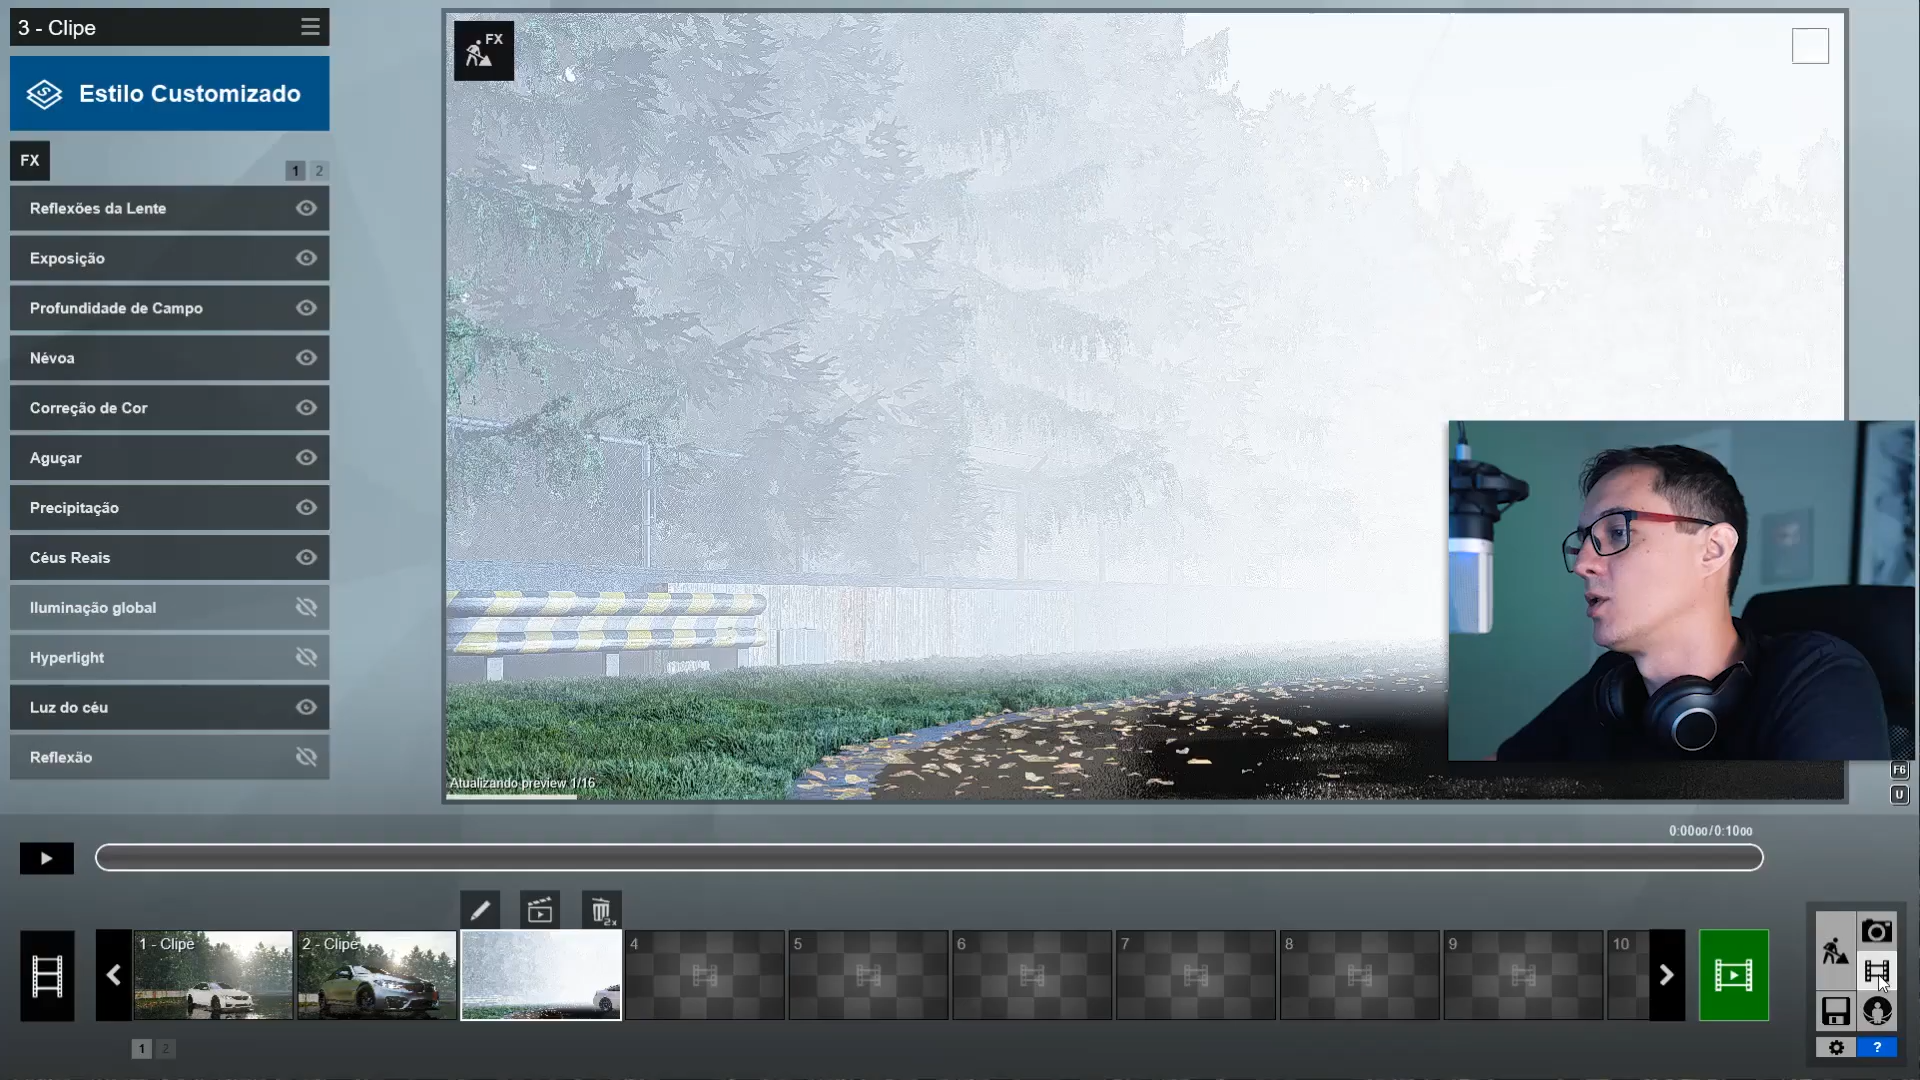 3 - Clipe
Estilo Customizado
FX
1 2
Reflexões da Lente
Exposição
Profundidade de Campo
Névoa
Correção de Cor
Aguçar
Precipitação
Céus Reais
Iluminação global
Hyperlight
Luz do céu
Reflexão
FX
Atualizando preview 1/16
F6
U
0:0000/0:1000
2x
1 - Clipe
2 - Clipe
4
5
6
7
8
9
10
1 2
?